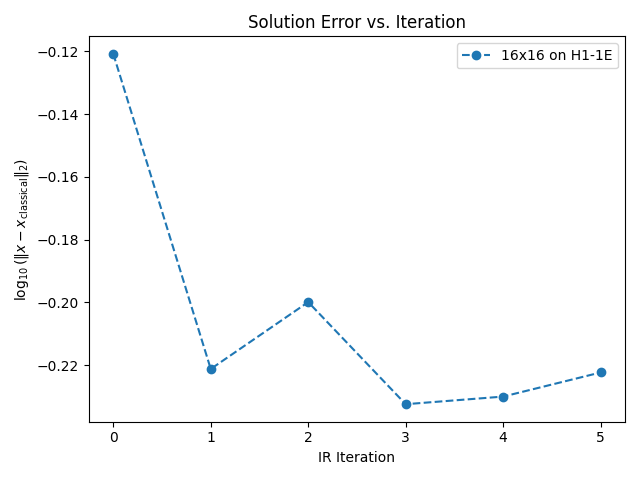 Solution Error vs. Iteration
16x16 on H1-1E
log₁₀(‖x − x_classical‖₂)
−0.12
−0.14
−0.16
−0.18
−0.20
−0.22
0 1 2 3 4 5
IR Iteration